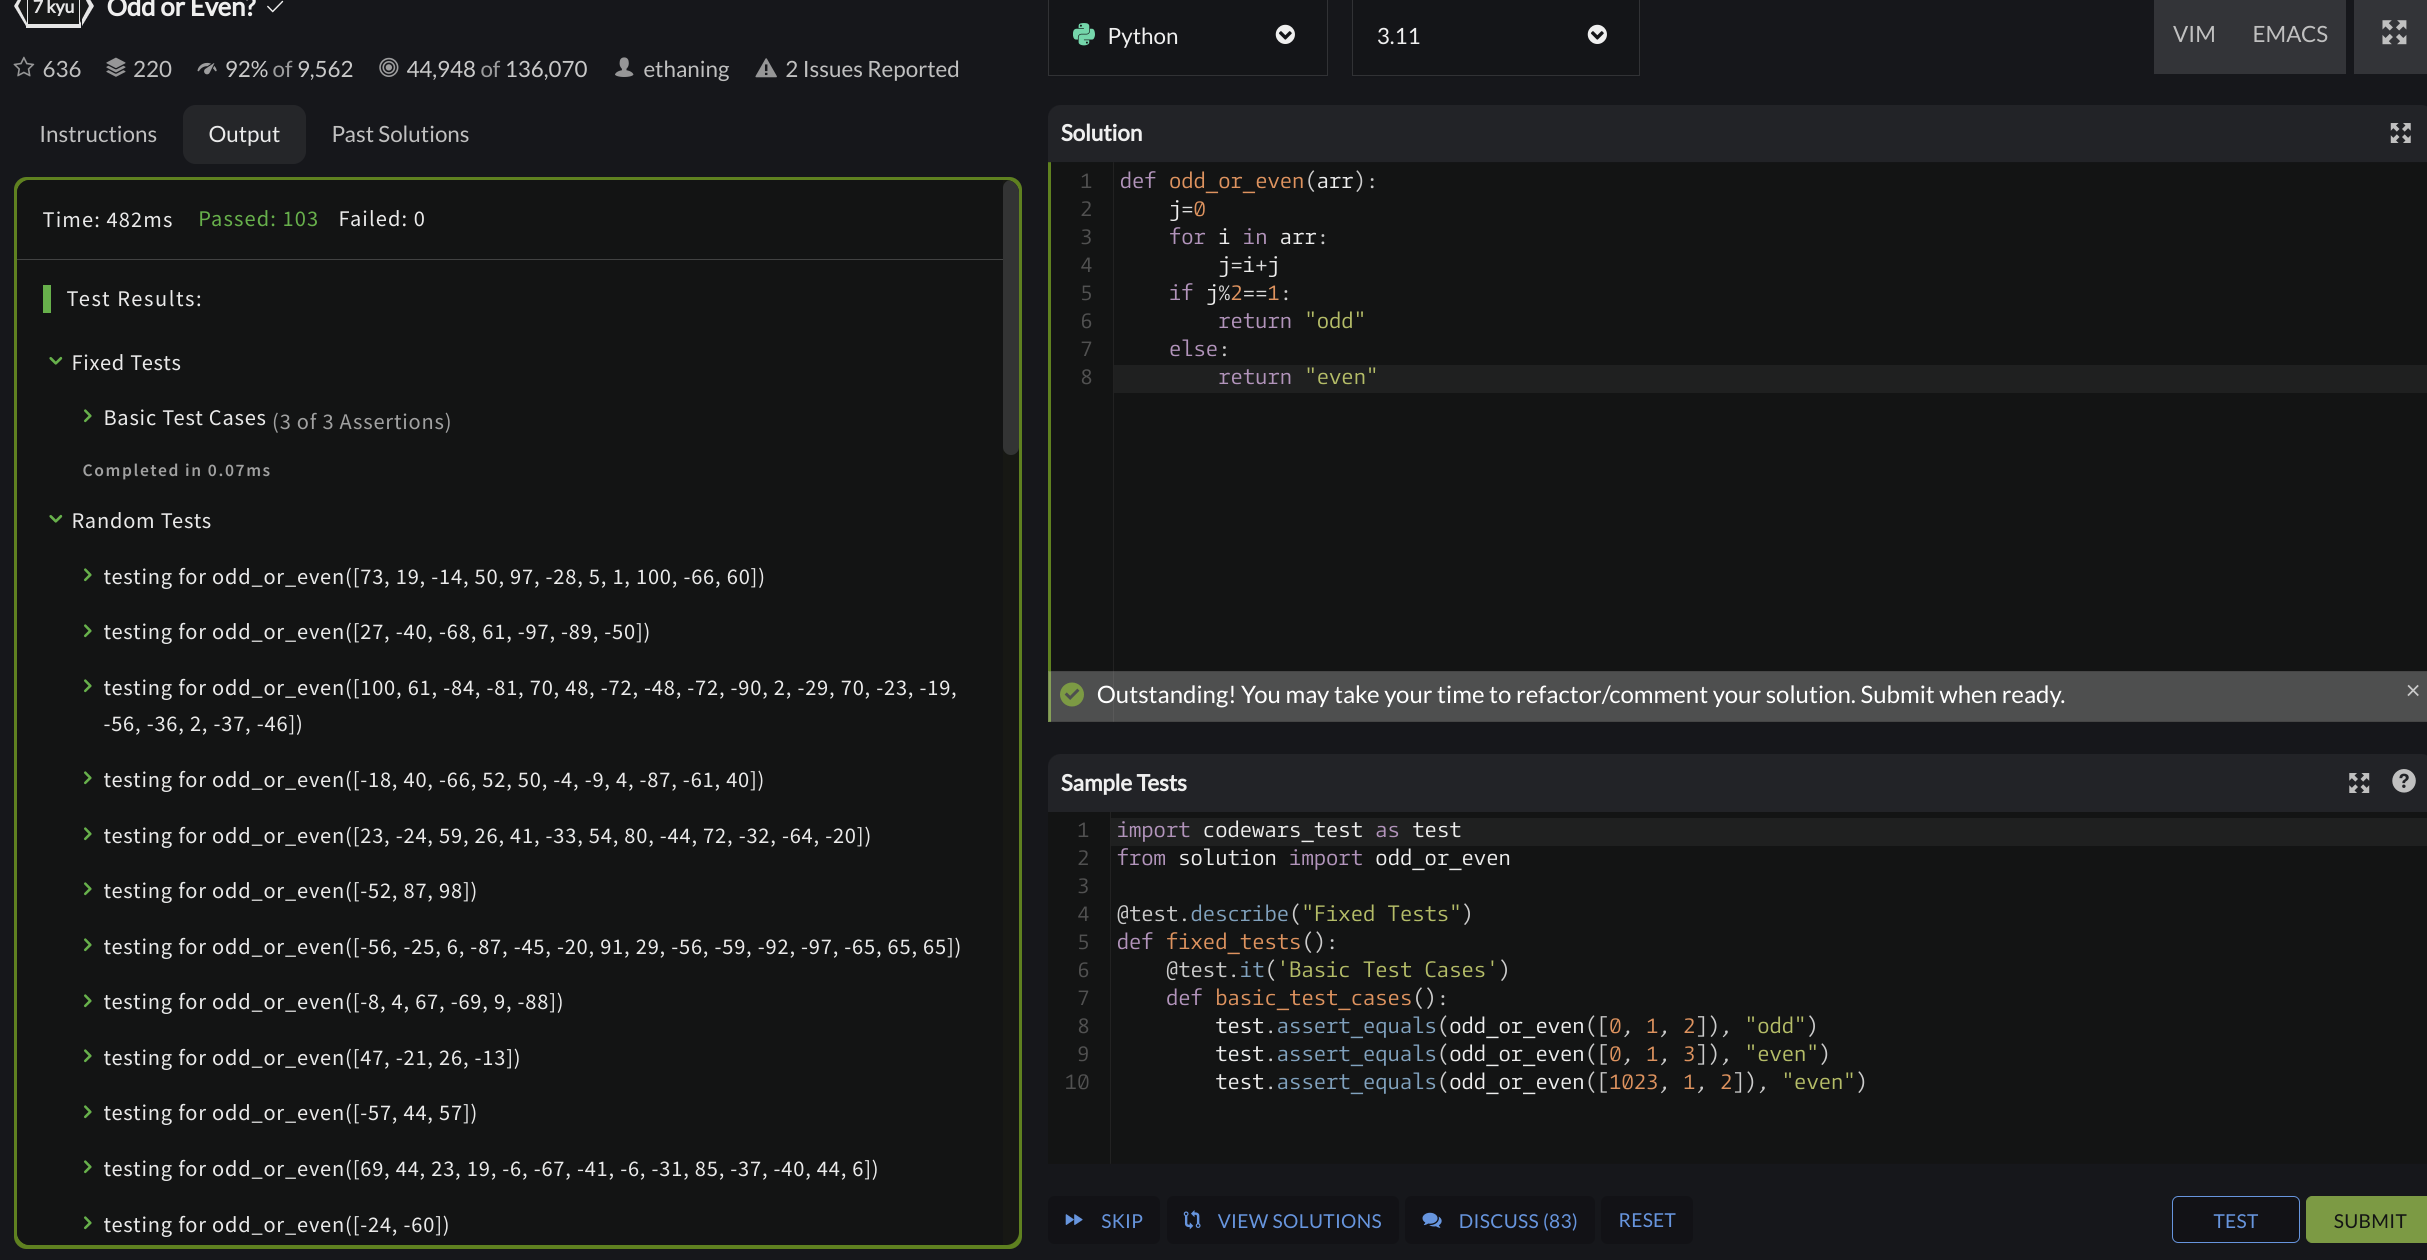 7 kyu Odd or Even?
636 220 92% of 9,562 44,948 of 136,070 ethaning 2 Issues Reported
Instructions Output Past Solutions
Time: 482ms Passed: 103 Failed: 0
Test Results:
Fixed Tests
Basic Test Cases (3 of 3 Assertions)
Completed in 0.07ms
Random Tests
testing for odd_or_even([73, 19, -14, 50, 97, -28, 5, 1, 100, -66, 60])
testing for odd_or_even([27, -40, -68, 61, -97, -89, -50])
testing for odd_or_even([100, 61, -84, -81, 70, 48, -72, -48, -72, -90, 2, -29, 70, -23, -19,
-56, -36, 2, -37, -46])
testing for odd_or_even([-18, 40, -66, 52, 50, -4, -9, 4, -87, -61, 40])
testing for odd_or_even([23, -24, 59, 26, 41, -33, 54, 80, -44, 72, -32, -64, -20])
testing for odd_or_even([-52, 87, 98])
testing for odd_or_even([-56, -25, 6, -87, -45, -20, 91, 29, -56, -59, -92, -97, -65, 65, 65])
testing for odd_or_even([-8, 4, 67, -69, 9, -88])
testing for odd_or_even([47, -21, 26, -13])
testing for odd_or_even([-57, 44, 57])
testing for odd_or_even([69, 44, 23, 19, -6, -67, -41, -6, -31, 85, -37, -40, 44, 6])
testing for odd_or_even([-24, -60])
Python 3.11 VIM EMACS
Solution
1 def odd_or_even(arr):
2     j=0
3     for i in arr:
4         j=i+j
5     if j%2==1:
6         return "odd"
7     else:
8         return "even"
Outstanding! You may take your time to refactor/comment your solution. Submit when ready.
Sample Tests
1 import codewars_test as test
2 from solution import odd_or_even
3
4 @test.describe("Fixed Tests")
5 def fixed_tests():
6     @test.it('Basic Test Cases')
7     def basic_test_cases():
8         test.assert_equals(odd_or_even([0, 1, 2]), "odd")
9         test.assert_equals(odd_or_even([0, 1, 3]), "even")
10         test.assert_equals(odd_or_even([1023, 1, 2]), "even")
SKIP VIEW SOLUTIONS DISCUSS (83) RESET TEST SUBMIT